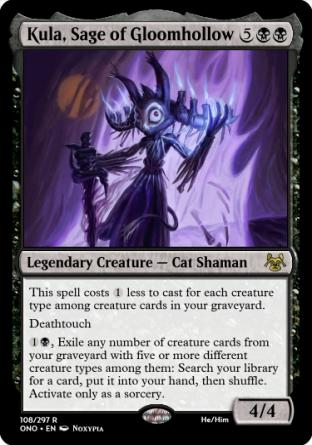 Kula, Sage of Gloomhollow 5
Legendary Creature — Cat Shaman
This spell costs 1 less to cast for each creature
type among creature cards in your graveyard.
Deathtouch
1, Exile any number of creature cards from
your graveyard with five or more different
creature types among them: Search your library
for a card, put it into your hand, then shuffle.
Activate only as a sorcery.
4/4
108/297 R
He/Him
ONO • EN Noxypia